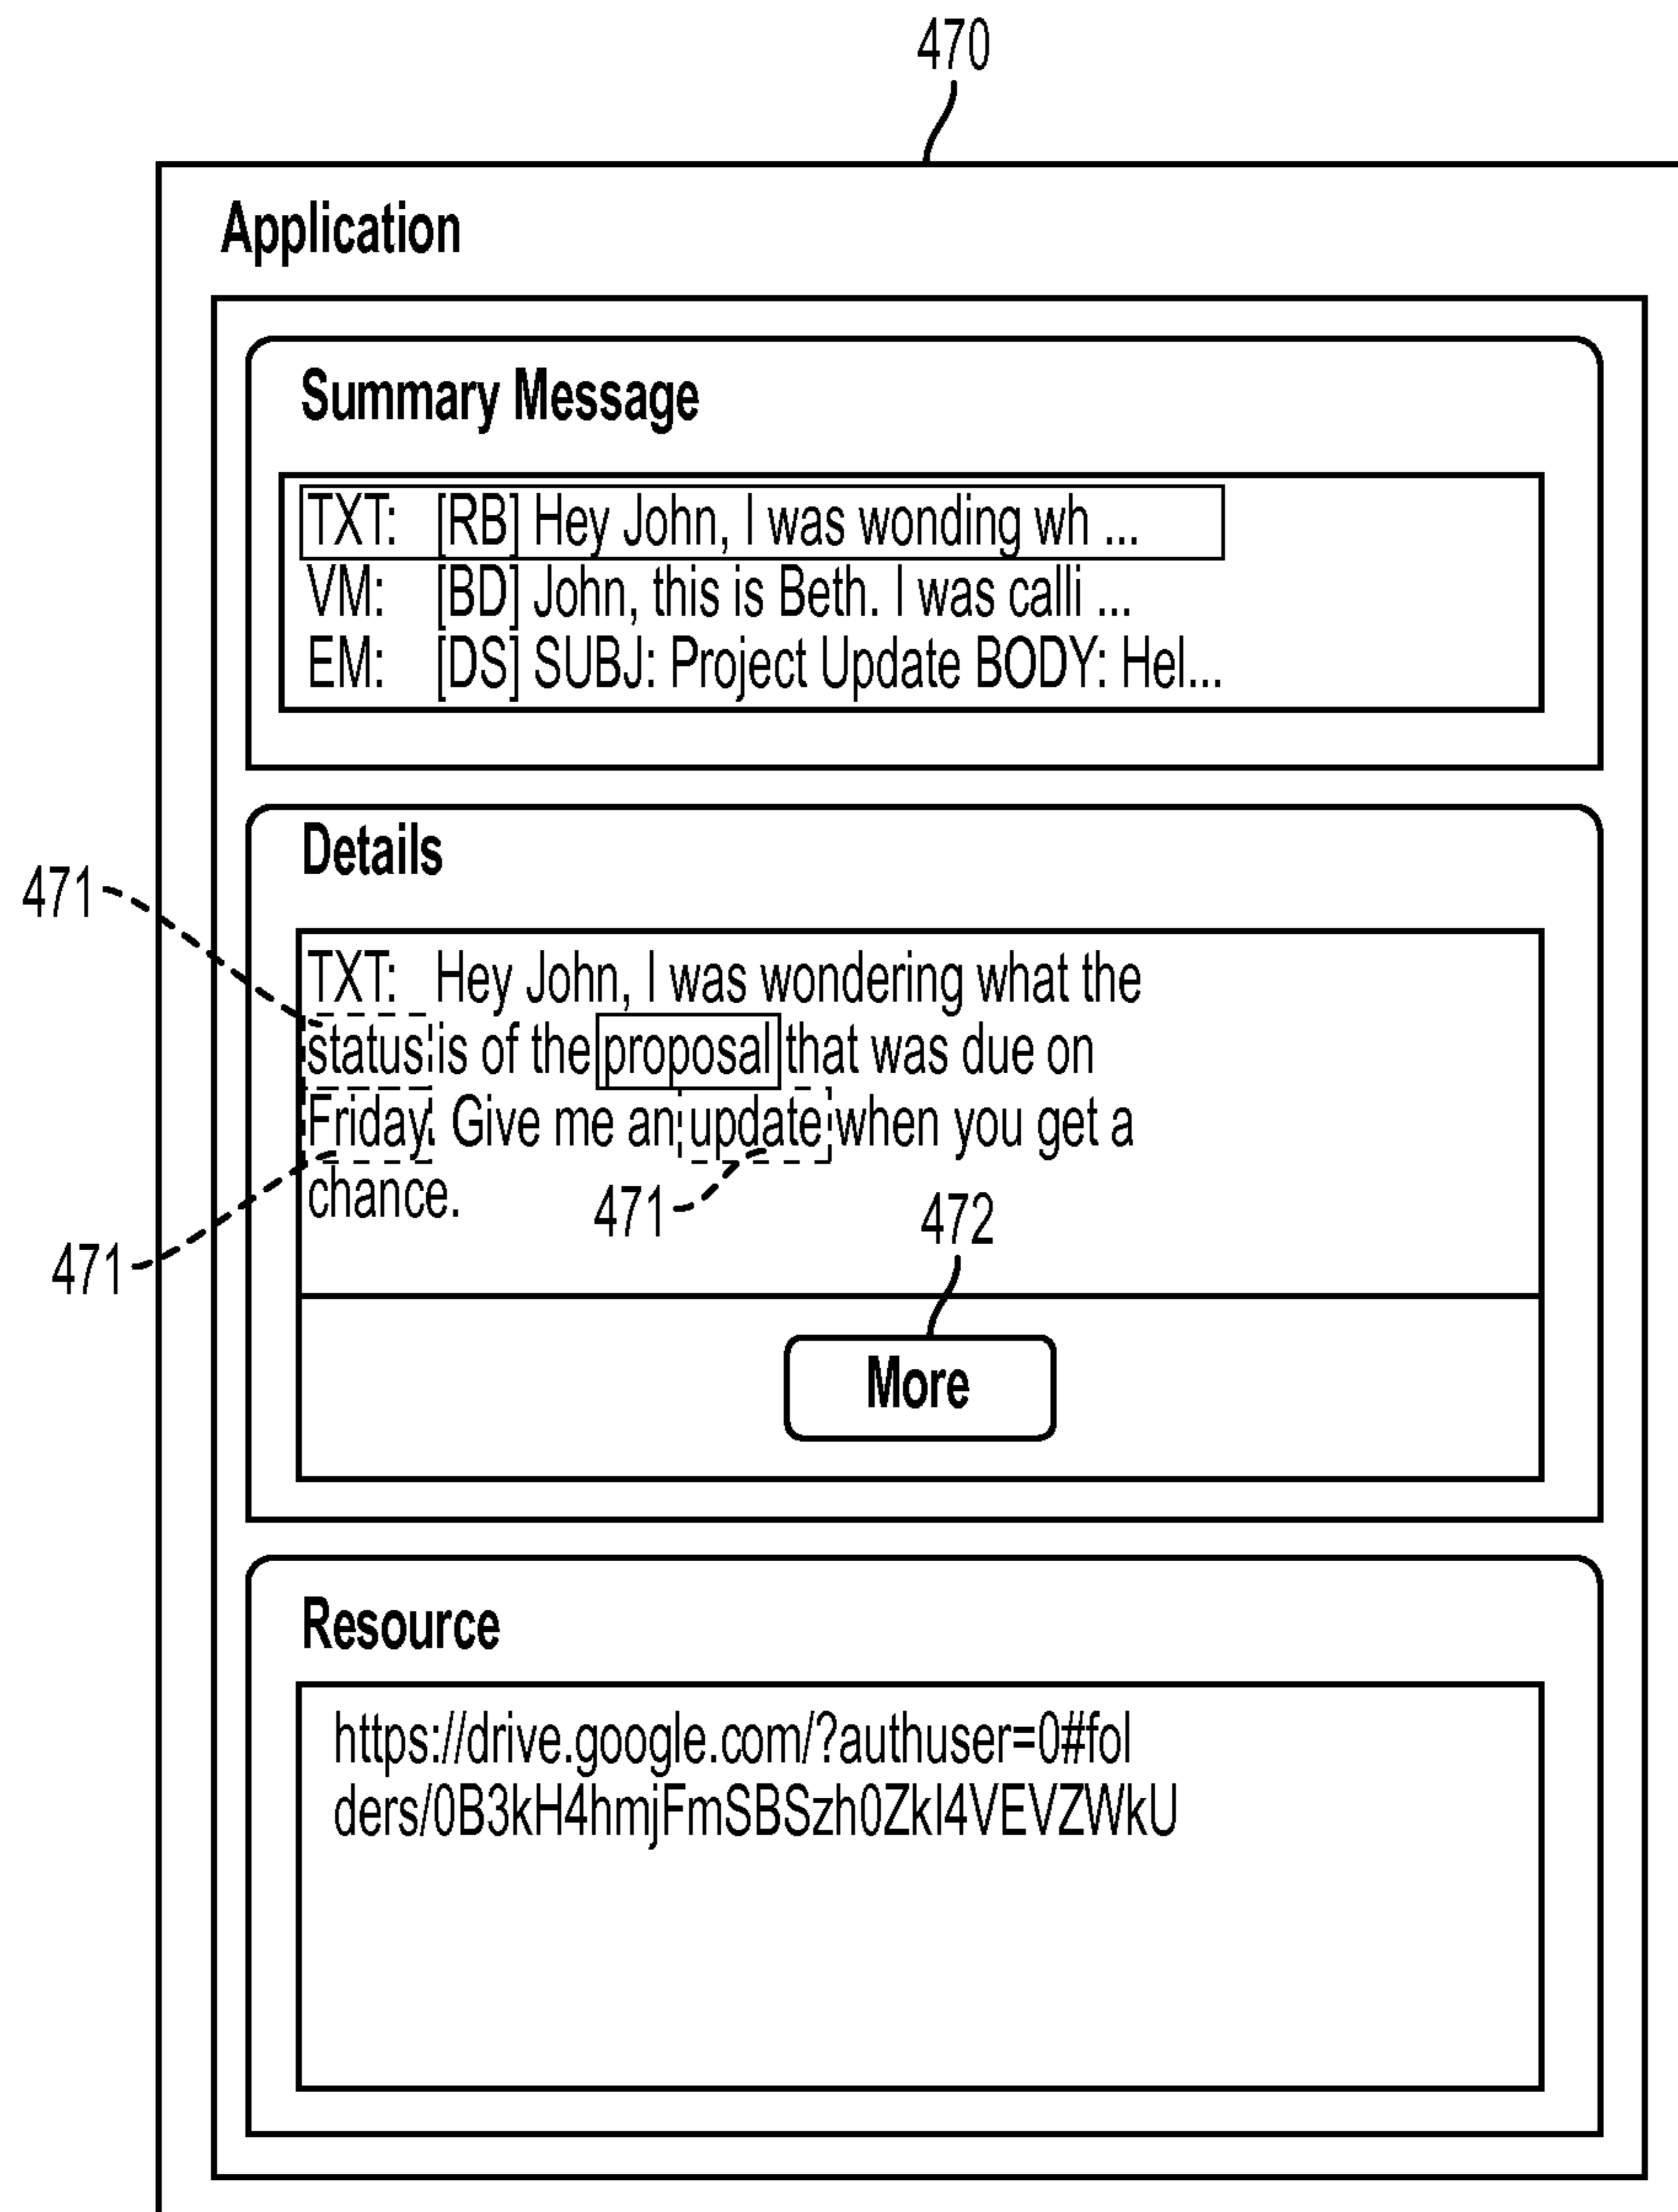 470
Application
Summary Message
TXT: [RB] Hey John, I was wonding wh ...
VM: [BD] John, this is Beth. I was calli ...
EM: [DS] SUBJ: Project Update BODY: Hel...
Details
471
TXT: Hey John, I was wondering what the
status is of the proposal that was due on
Friday. Give me an update when you get a
chance.
471
472
471
More
Resource
https://drive.google.com/?authuser=0#fol
ders/0B3kH4hmjFmSBSzh0ZkI4VEVZWkU